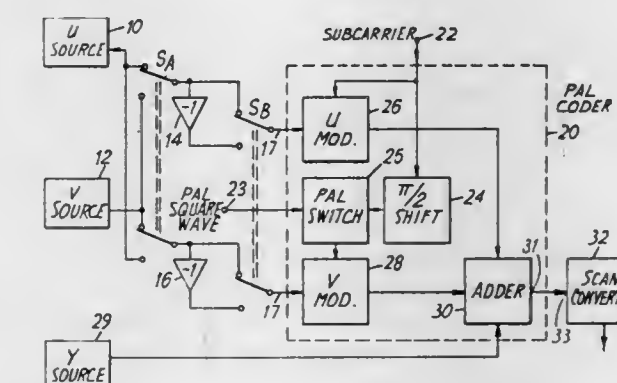 U
SOURCE
10
SA
-1
14
SB
17
SUBCARRIER
22
U
MOD.
26
PAL
CODER
20
V
SOURCE
12
PAL
SQUARE
WAVE
23
PAL
SWITCH
25
π/2
SHIFT
24
-1
16
17
V
MOD.
28
ADDER
30
31
33
SCAN
CONVERT
32
Y
SOURCE
29